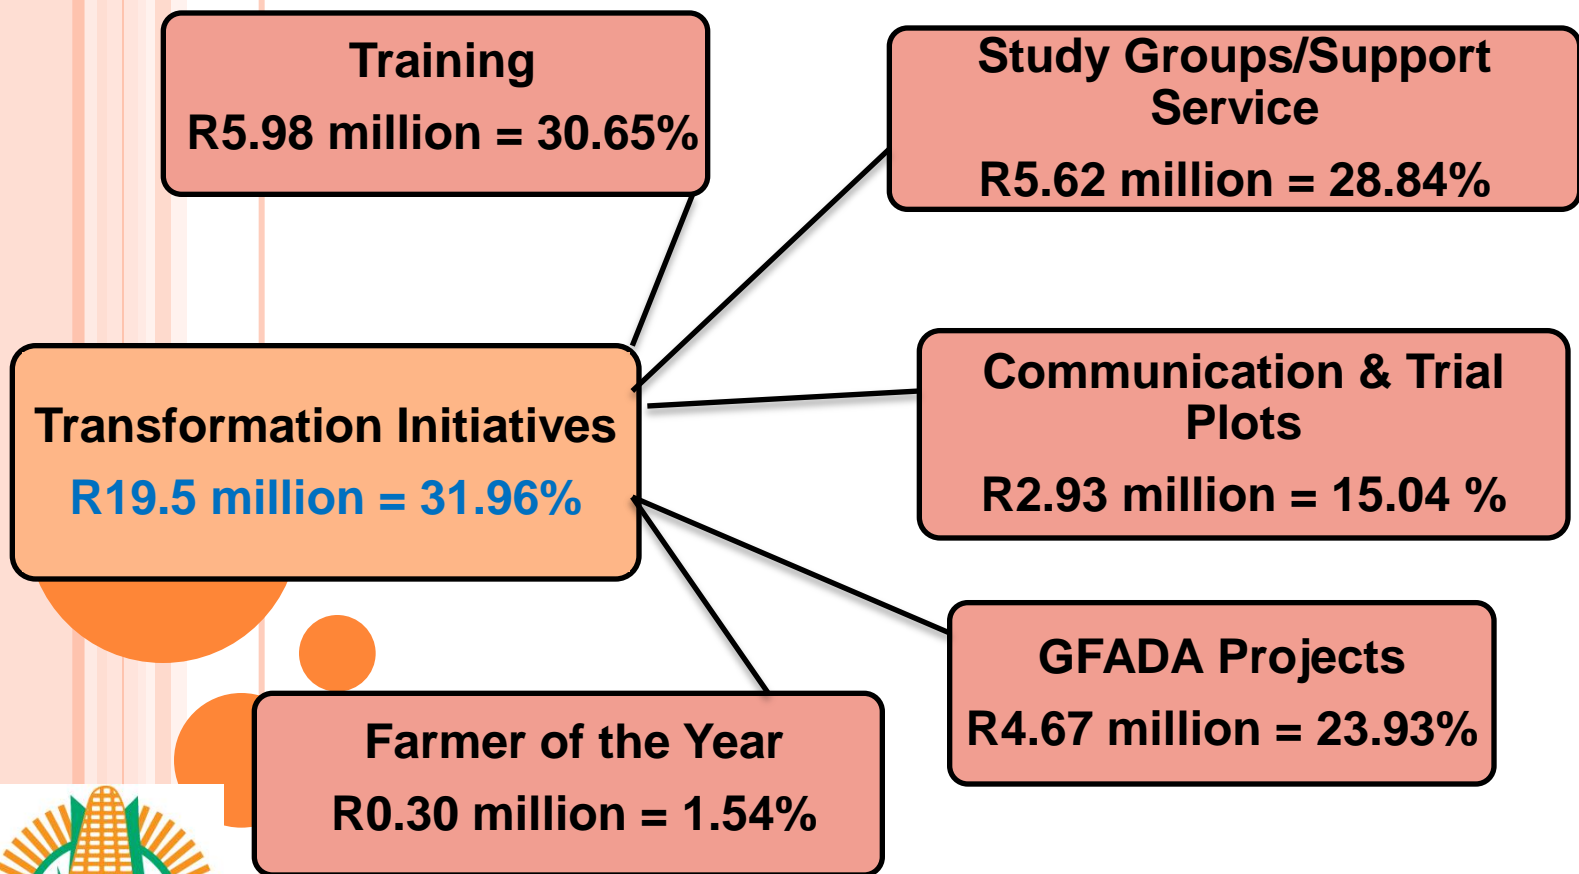 Training
R5.98 million = 30.65%
Study Groups/Support
Service
R5.62 million = 28.84%
Transformation Initiatives
R19.5 million = 31.96%
Communication & Trial
Plots
R2.93 million = 15.04 %
GFADA Projects
R4.67 million = 23.93%
Farmer of the Year
R0.30 million = 1.54%